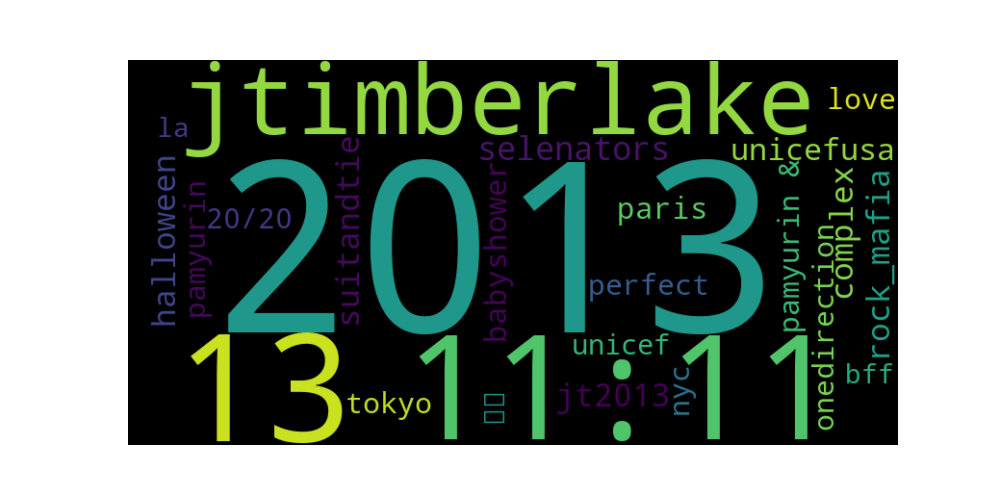 jtimberlake
love
la
selenators
unicefusa
2013
halloween
pamyurin
20/20
suitandtie
babyshower
paris
perfect
pamyurin &
onedirection
complex
rock_mafia
13
11:11
unicef
bff
tokyo
jt2013
nyc